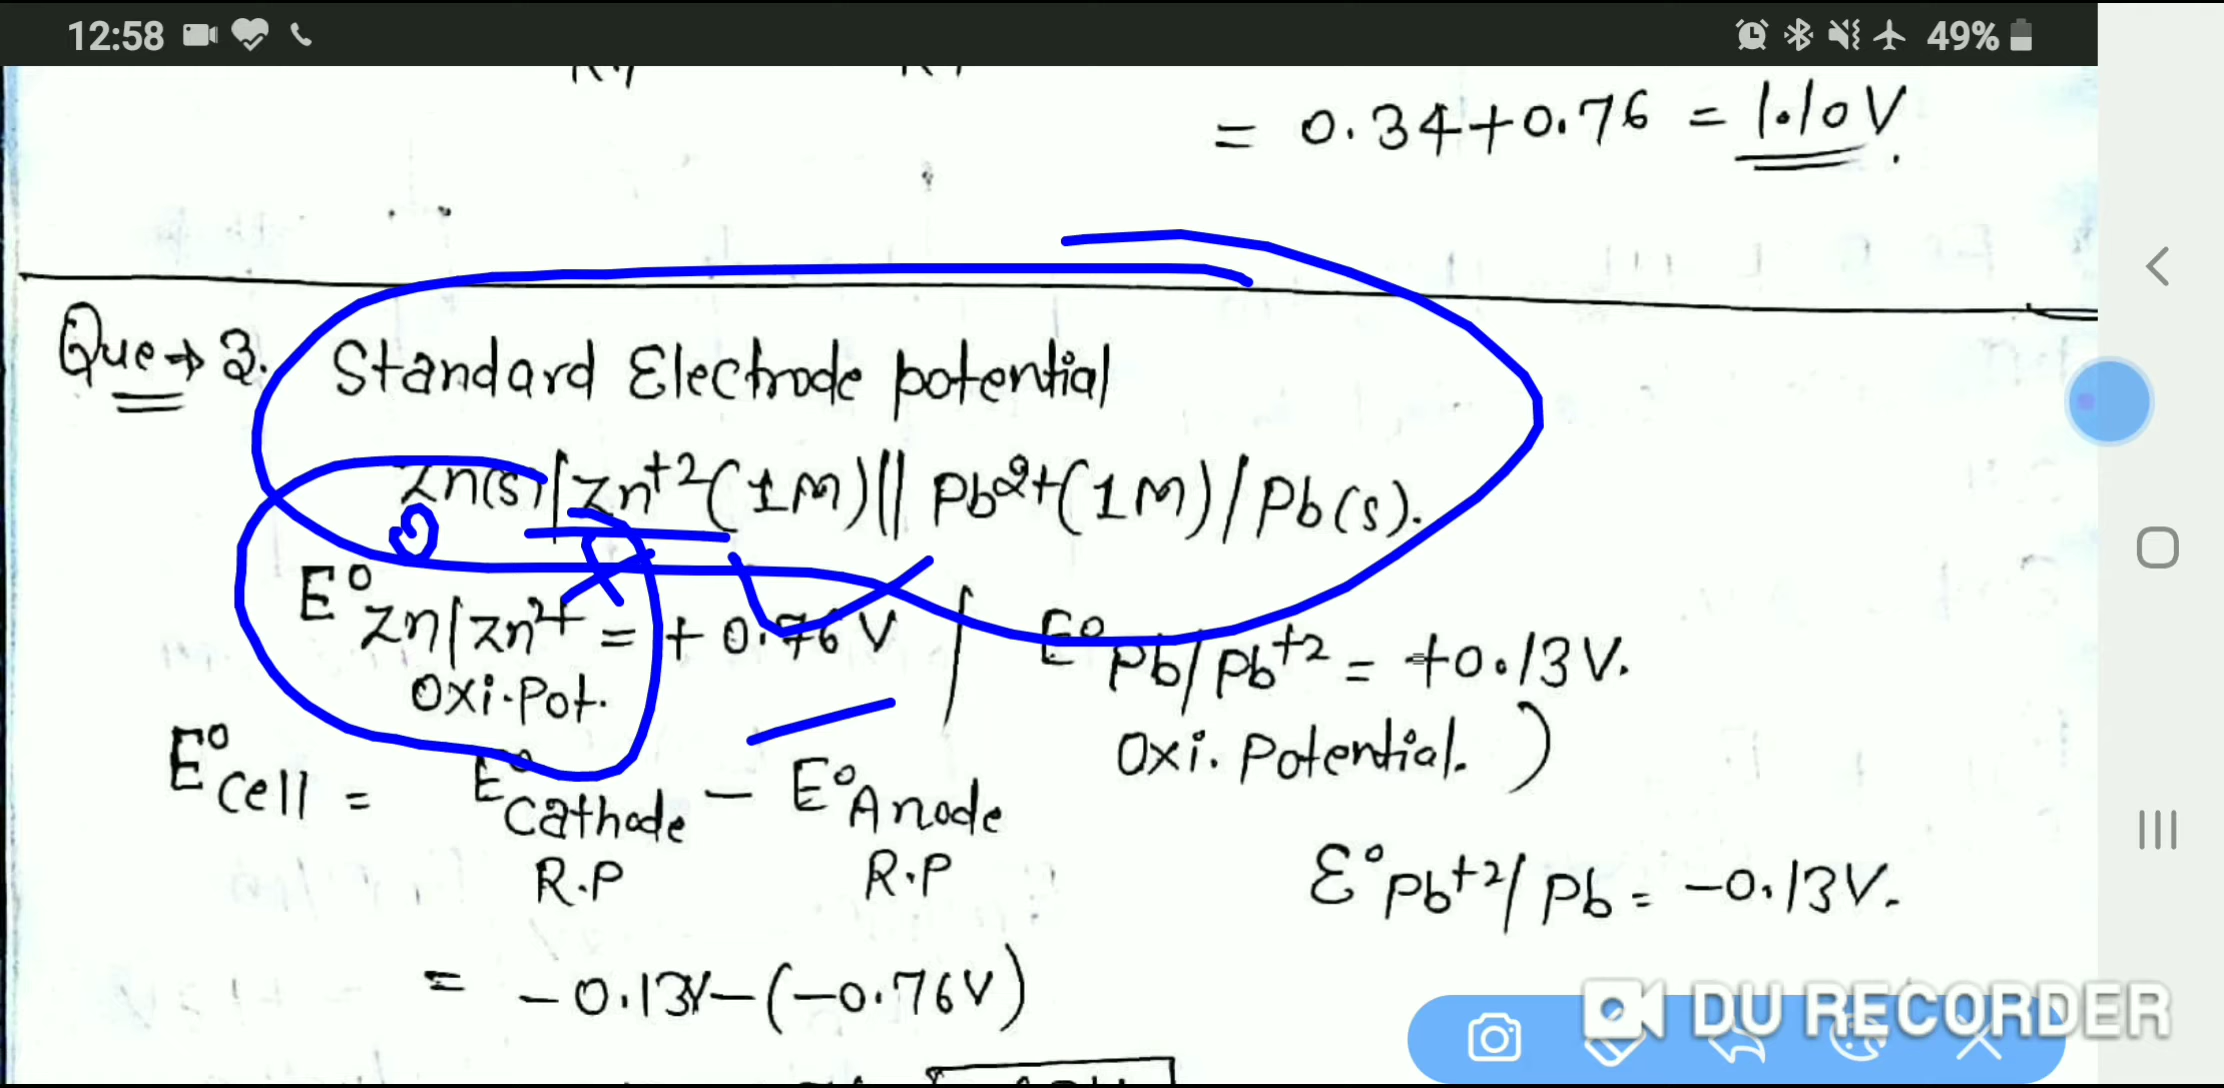 12:58
49%
= 0.34+0.76 = 1.10V.
Que→3. Standard Electrode potential
Zn(s)|Zn+2(1M)||Pb2+(1M)/Pb(s).
E°Zn/Zn2+ = +0.76V
Oxi.Pot.
E°Pb/Pb+2 = +0.13V.
Oxi. Potential.)
E°Cell = E°Cathode - E°Anode
R.P R.P
E°Pb+2/Pb = -0.13V.
= -0.13V-(-0.76V)
DU RECORDER